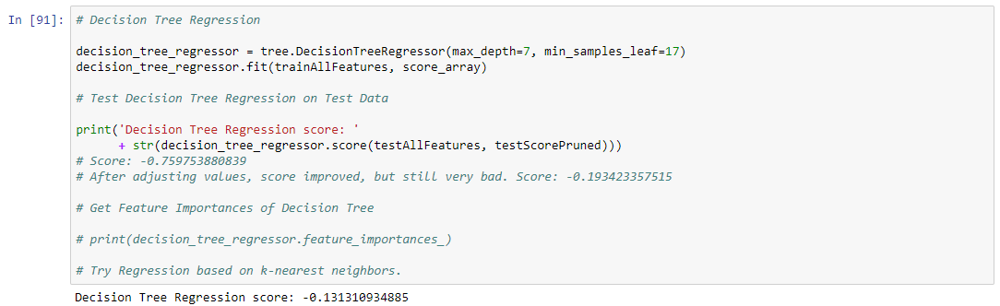 In [91]: # Decision Tree Regression
decision_tree_regressor = tree.DecisionTreeRegressor(max_depth=7, min_samples_leaf=17)
decision_tree_regressor.fit(trainAllFeatures, score_array)
# Test Decision Tree Regression on Test Data
print('Decision Tree Regression score: '
+ str(decision_tree_regressor.score(testAllFeatures, testScorePruned)))
# Score: -0.759753880839
# After adjusting values, score improved, but still very bad. Score: -0.193423357515
# Get Feature Importances of Decision Tree
# print(decision_tree_regressor.feature_importances_)
# Try Regression based on k-nearest neighbors.
Decision Tree Regression score: -0.131310934885